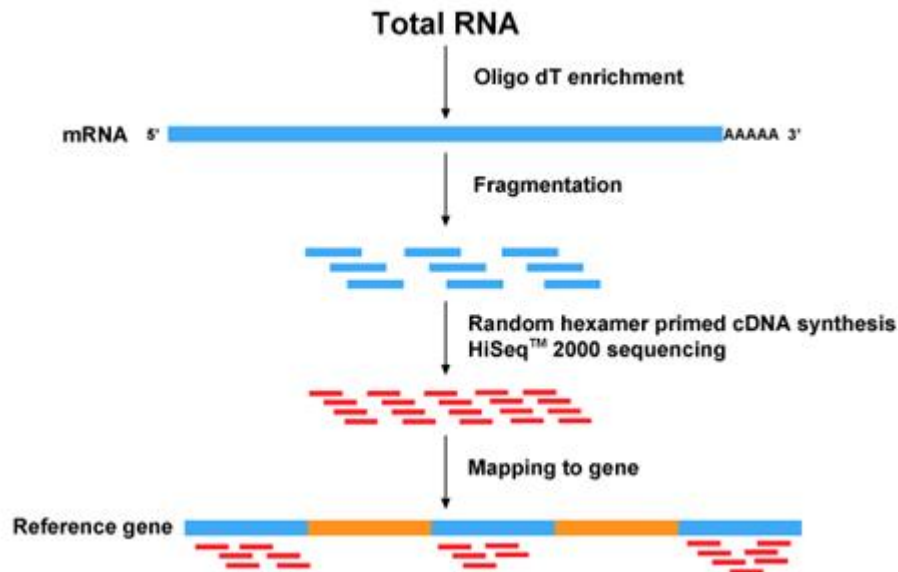 Total RNA
Oligo dT enrichment
mRNA 5' AAAAA 3'
Fragmentation
Random hexamer primed cDNA synthesis
HiSeq™ 2000 sequencing
Mapping to gene
Reference gene